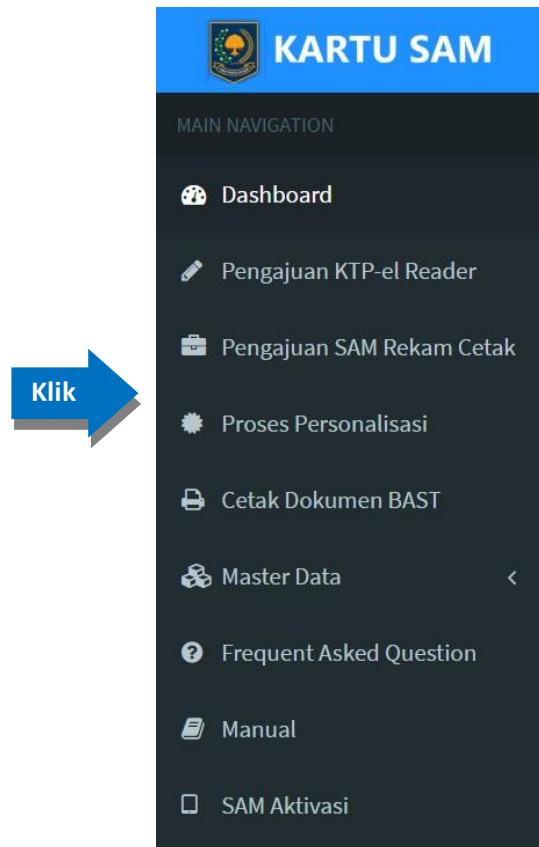 KARTU SAM
MAIN NAVIGATION
Dashboard
Pengajuan KTP-el Reader
Pengajuan SAM Rekam Cetak
Klik
Proses Personalisasi
Cetak Dokumen BAST
Master Data
Frequent Asked Question
Manual
SAM Aktivasi